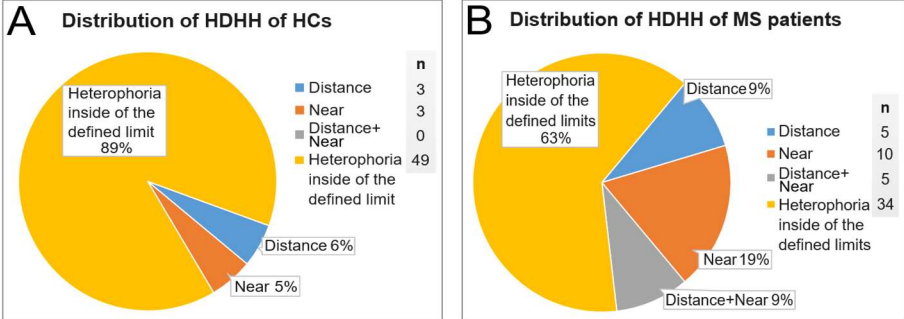 A
Distribution of HDHH of HCs
Heterophoria
inside of the
defined limit
89%
n
Distance 3
Near 3
Distance+
Near 0
Heterophoria 49
inside of the
defined limit
Distance 6%
Near 5%
B
Distribution of HDHH of MS patients
Heterophoria
inside of the
defined limits
63%
Distance 9%
n
Distance 5
Near 10
Distance+ 5
Near
Heterophoria 34
inside of the
defined limits
Near 19%
Distance+Near 9%